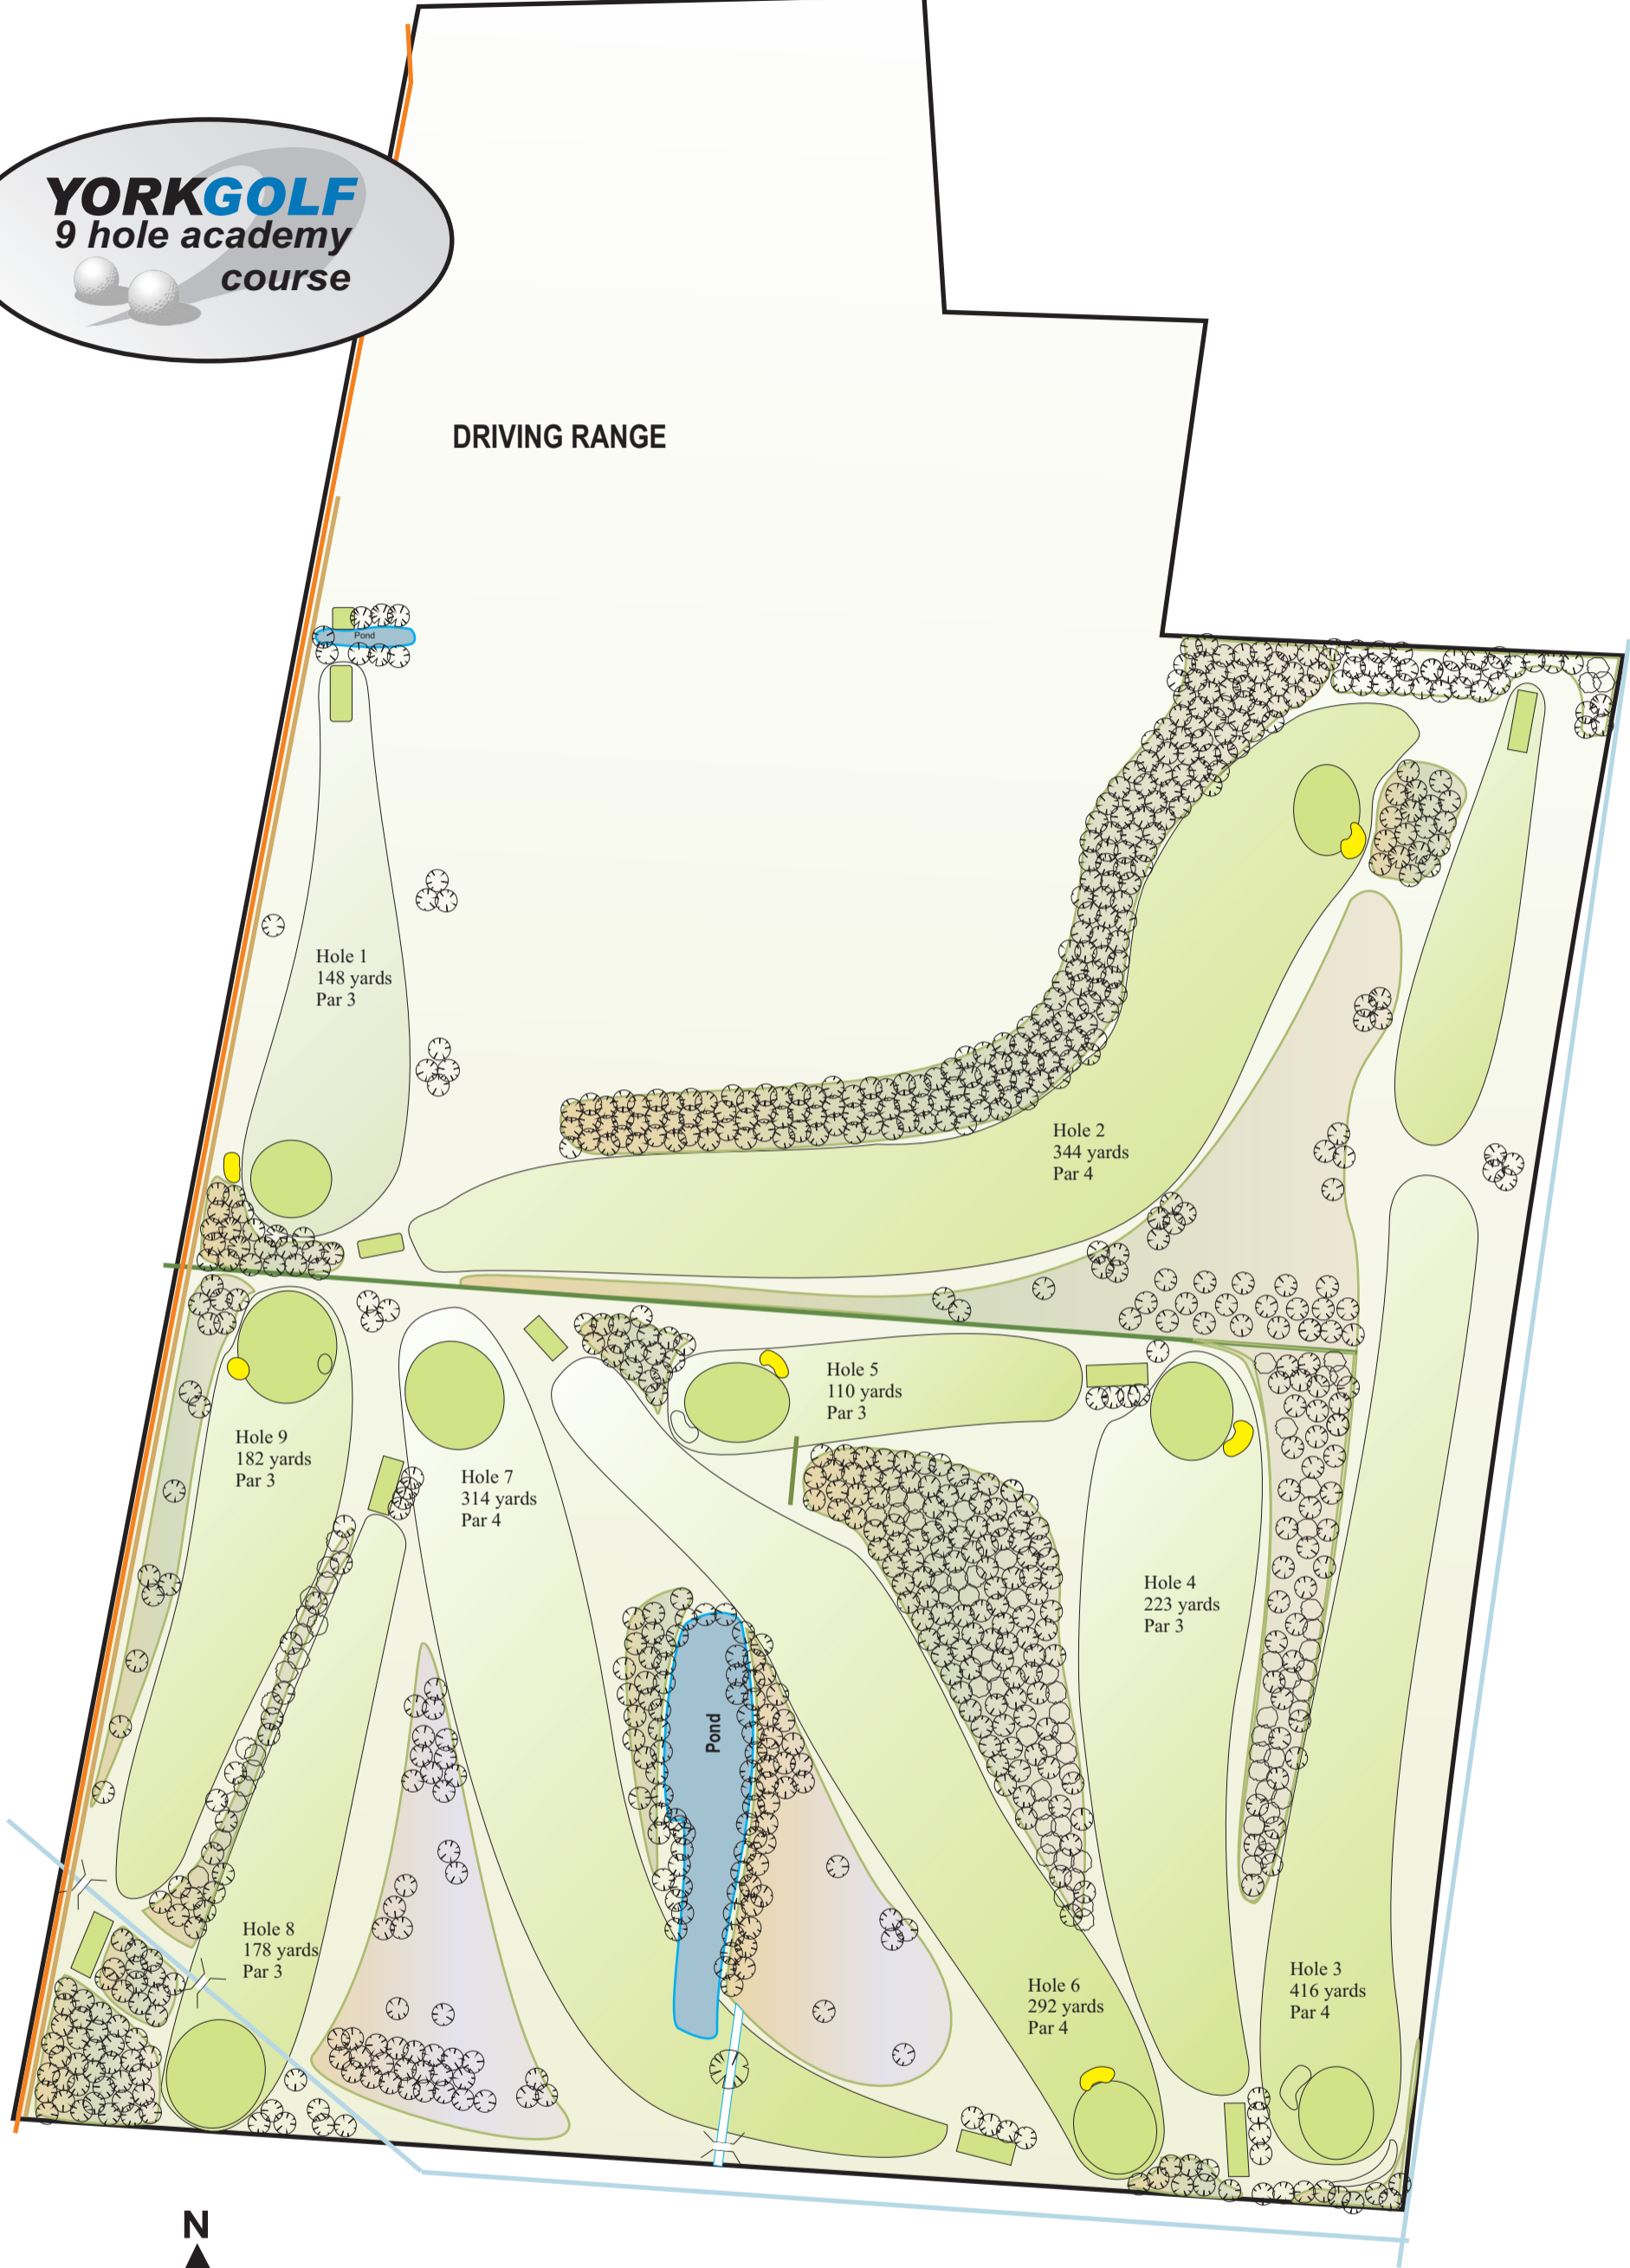 YORKGOLF
9 hole academy
course
DRIVING RANGE
Pond
Hole 1
148 yards
Par 3
Hole 2
344 yards
Par 4
Hole 5
110 yards
Par 3
Hole 9
182 yards
Par 3
Hole 7
314 yards
Par 4
Hole 4
223 yards
Par 3
Pond
Hole 8
178 yards
Par 3
Hole 6
292 yards
Par 4
Hole 3
416 yards
Par 4
N